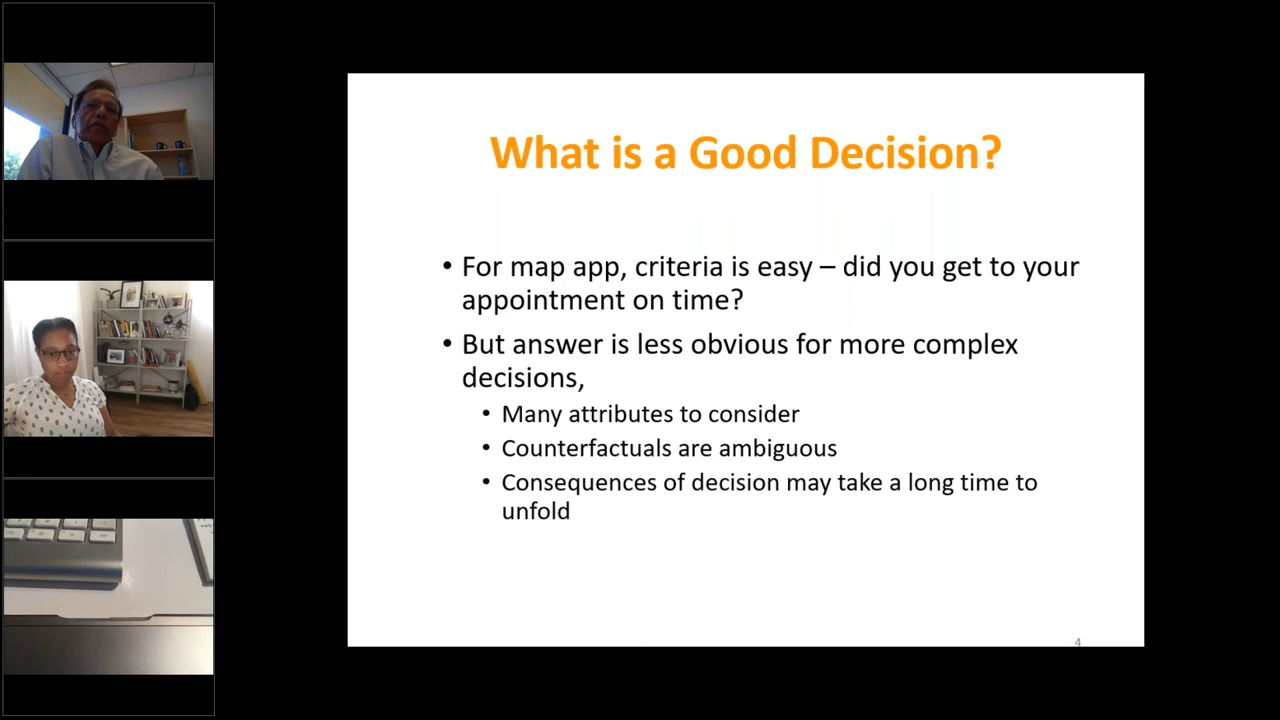 What is a Good Decision?
• For map app, criteria is easy – did you get to your
appointment on time?
• But answer is less obvious for more complex
decisions,
• Many attributes to consider
• Counterfactuals are ambiguous
• Consequences of decision may take a long time to
unfold
4